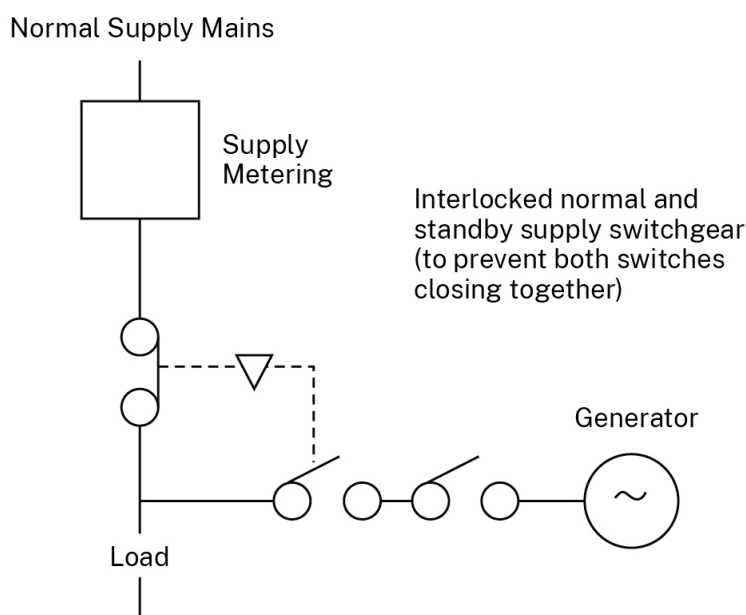 Normal Supply Mains
Supply
Metering
Interlocked normal and
standby supply switchgear
(to prevent both switches
closing together)
Generator
~
Load